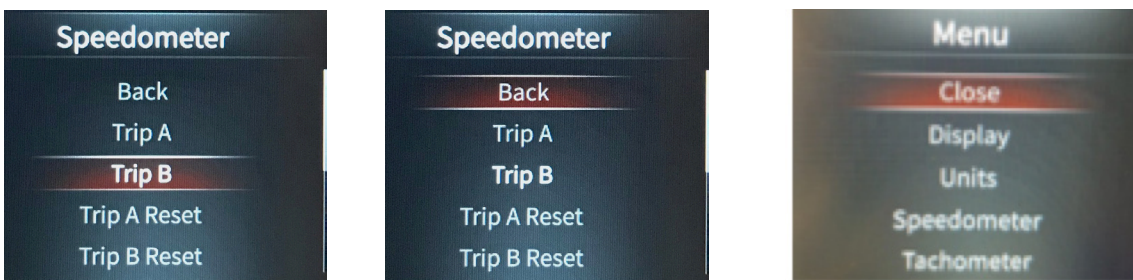 Speedometer
Back
Trip A
Trip B
Trip A Reset
Trip B Reset
Speedometer
Back
Trip A
Trip B
Trip A Reset
Trip B Reset
Menu
Close
Display
Units
Speedometer
Tachometer